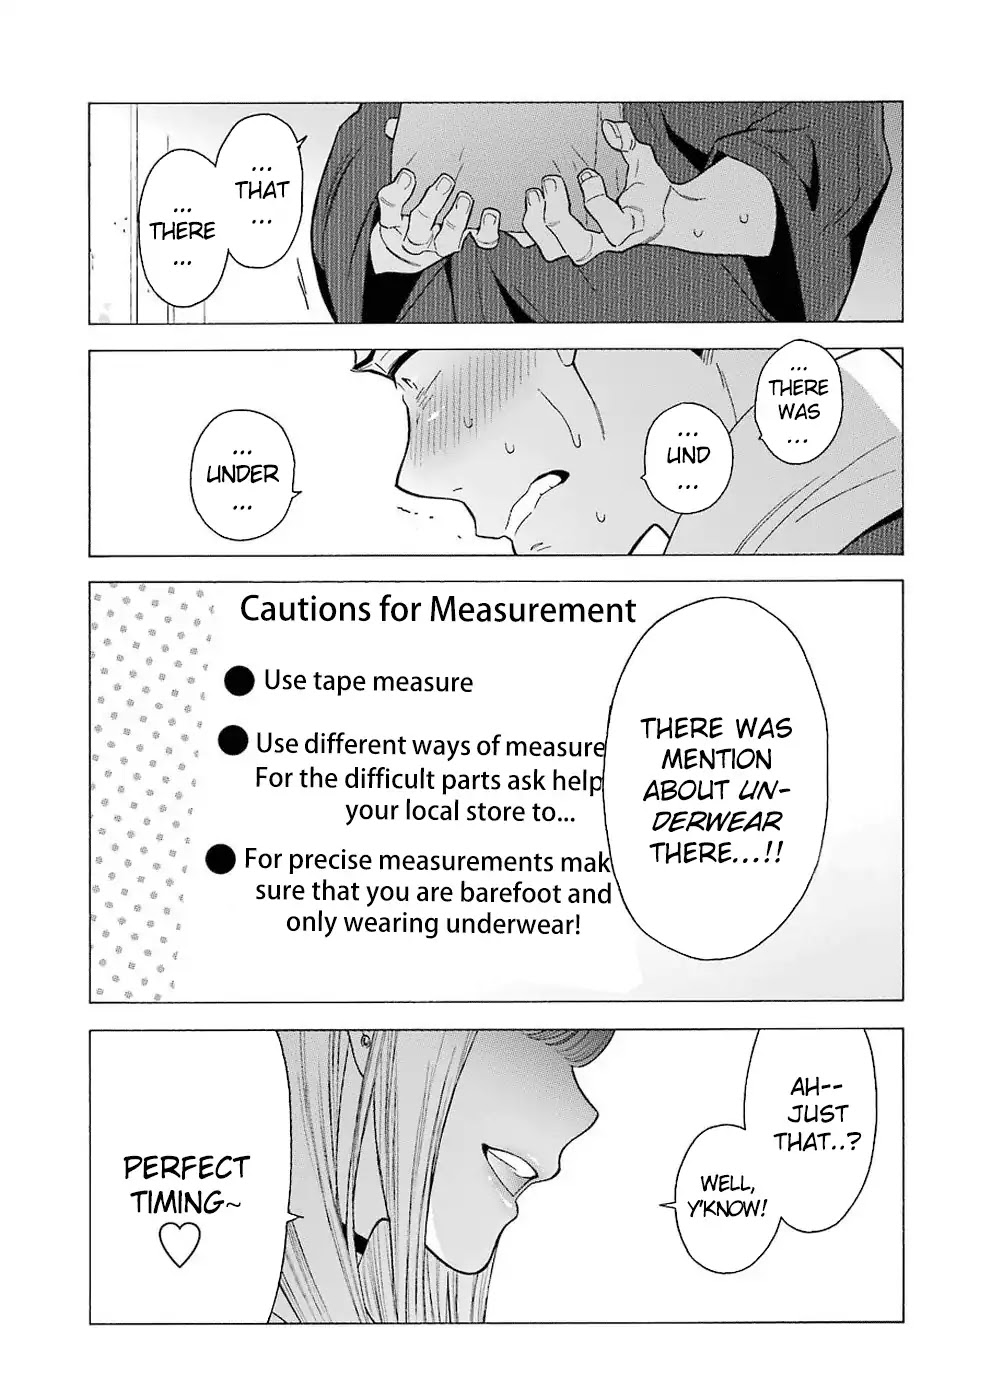 ...
THAT
...
...
THERE
...
...
THERE
WAS
...
...
UND
...
...
UNDER
...
Cautions for Measurement
● Use tape measure
● Use different ways of measure
For the difficult parts ask help
your local store to...
● For precise measurements mak
sure that you are barefoot and
only wearing underwear!
THERE WAS
MENTION
ABOUT UN-
DERWEAR
THERE...!!
AH--
JUST
THAT..?
WELL,
Y'KNOW!
PERFECT
TIMING~
♡